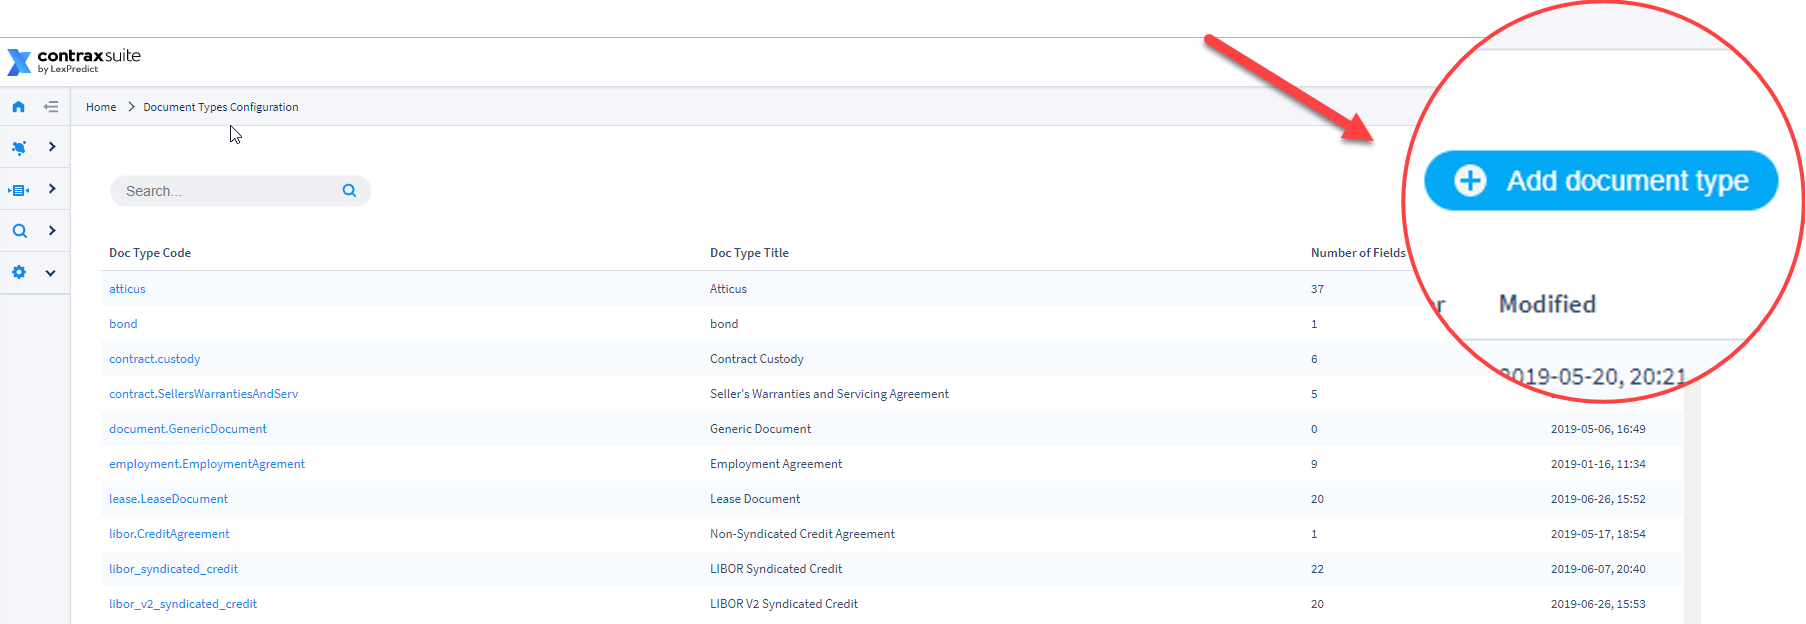 contraxsuite
by LexPredict
Home > Document Types Configuration
Search...
Add document type
Doc Type Code Doc Type Title Number of Fields Modified
atticus Atticus 37 2019-05-20, 20:21
bond bond 1
contract.custody Contract Custody 6
contract.SellersWarrantiesAndServ Seller's Warranties and Servicing Agreement 5
document.GenericDocument Generic Document 0 2019-05-06, 16:49
employment.EmploymentAgrement Employment Agreement 9 2019-01-16, 11:34
lease.LeaseDocument Lease Document 20 2019-06-26, 15:52
libor.CreditAgreement Non-Syndicated Credit Agreement 1 2019-05-17, 18:54
libor_syndicated_credit LIBOR Syndicated Credit 22 2019-06-07, 20:40
libor_v2_syndicated_credit LIBOR V2 Syndicated Credit 20 2019-06-26, 15:53